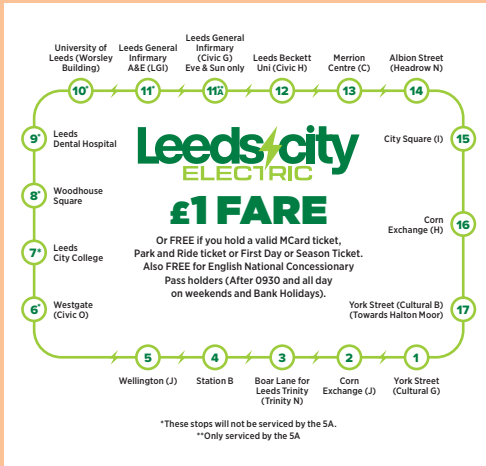 University of
Leeds (Worsley
Building)
Leeds General
Infirmary
A&E (LGI)
Leeds General
Infirmary
(Civic G)
Eve & Sun only
Leeds Beckett
Uni (Civic H)
Merrion
Centre (C)
Albion Street
(Headrow N)
10*
11*
11A**
12
13
14
9*
Leeds
Dental Hospital
Leeds city
ELECTRIC
City Square (I)
15
8*
Woodhouse
Square
£1 FARE
Corn
Exchange (H)
16
7*
Leeds
City College
Or FREE if you hold a valid MCard ticket,
Park and Ride ticket or First Day or Season Ticket.
Also FREE for English National Concessionary
Pass holders (After 0930 and all day
on weekends and Bank Holidays).
6*
Westgate
(Civic O)
York Street (Cultural B)
(Towards Halton Moor)
17
5
4
3
2
1
Wellington (J)
Station B
Boar Lane for
Leeds Trinity
(Trinity N)
Corn
Exchange (J)
York Street
(Cultural G)
*These stops will not be serviced by the 5A.
**Only serviced by the 5A